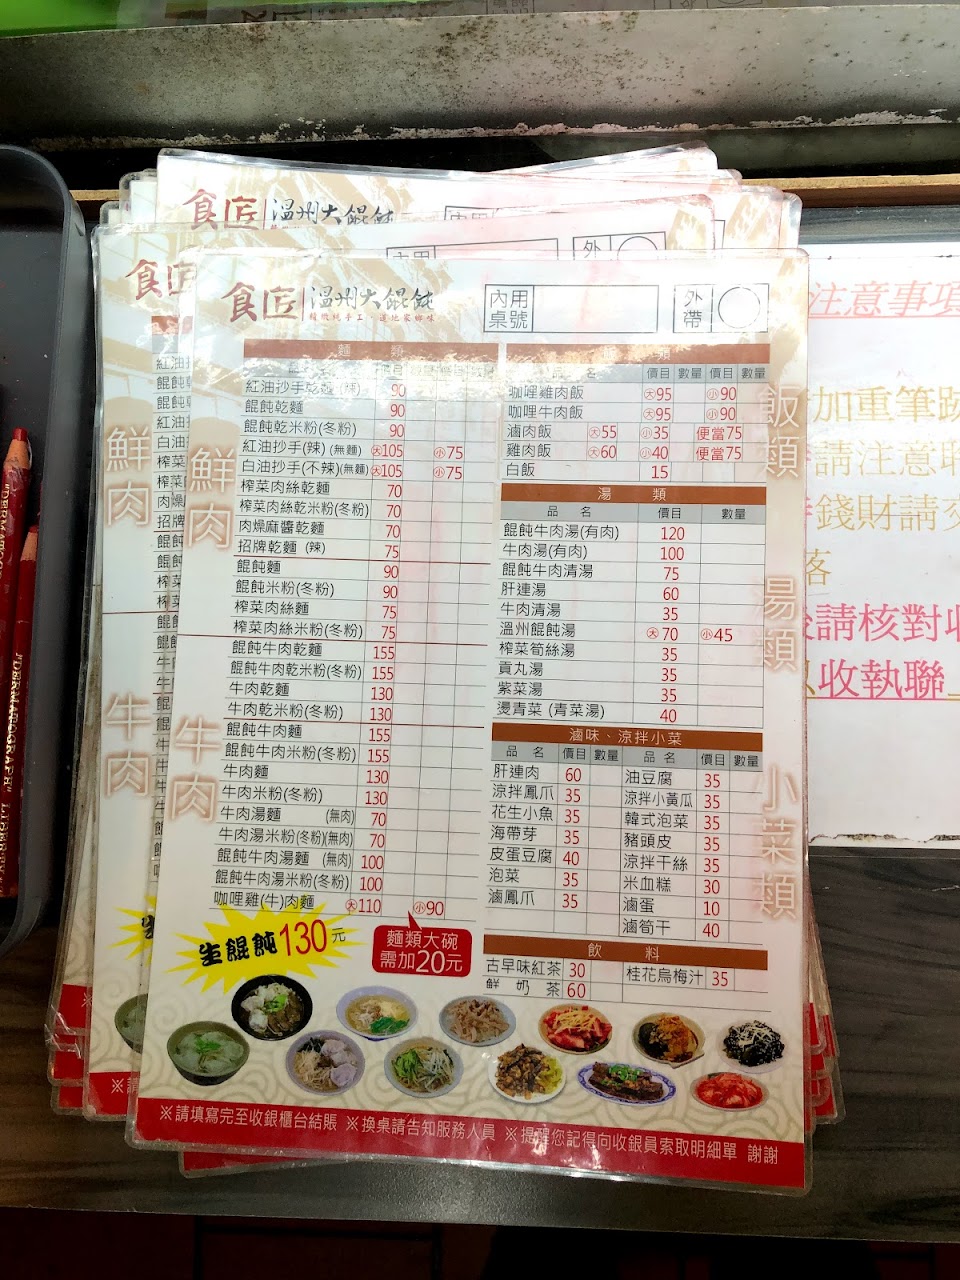 食匠 溫州大餛飩
食匠
食匠 溫州大餛飩
精緻純手工・道地家鄉味
內用桌號
外帶
麵 類
紅油抄手乾麵(辣) 90
餛飩乾麵 90
餛飩乾米粉(冬粉) 90
紅油抄手(辣)(無麵) 大105 小75
白油抄手(不辣)(無麵) 大105 小75
榨菜肉絲乾麵 70
榨菜肉絲乾米粉(冬粉) 70
肉燥麻醬乾麵 70
招牌乾麵 (辣) 75
餛飩麵 90
餛飩米粉(冬粉) 90
榨菜肉絲麵 75
榨菜肉絲米粉(冬粉) 75
餛飩牛肉乾麵 155
餛飩牛肉乾米粉(冬粉) 155
牛肉乾麵 130
牛肉乾米粉(冬粉) 130
餛飩牛肉麵 155
餛飩牛肉米粉(冬粉) 155
牛肉麵 130
牛肉米粉(冬粉) 130
牛肉湯麵 (無肉) 70
牛肉湯米粉(冬粉)(無肉) 70
餛飩牛肉湯麵 (無肉) 100
餛飩牛肉湯米粉(冬粉) 100
咖哩雞(牛)肉麵 大110 小90
鮮肉
牛肉
生餛飩130元
麵類大碗
需加20元
飯 類
名 價目 數量 價目 數量
咖哩雞肉飯 大95 小90
咖哩牛肉飯 大95 小90
滷肉飯 大55 小35 便當75
雞肉飯 大60 小40 便當75
白飯 15
湯 類
品 名 價目 數量
餛飩牛肉湯(有肉) 120
牛肉湯(有肉) 100
餛飩牛肉清湯 75
肝連湯 60
牛肉清湯 35
溫州餛飩湯 大70 小45
榨菜筍絲湯 35
貢丸湯 35
紫菜湯 35
燙青菜 (青菜湯) 40
滷味、涼拌小菜
品 名 價目 數量 品 名 價目 數量
肝連肉 60 油豆腐 35
涼拌鳳爪 35 涼拌小黃瓜 35
花生小魚 35 韓式泡菜 35
海帶芽 35 豬頭皮 35
皮蛋豆腐 40 涼拌干絲 35
泡菜 35 米血糕 30
滷鳳爪 35 滷蛋 10
滷筍干 40
飲 料
古早味紅茶 30 桂花烏梅汁 35
鮮奶茶 60
飯類
湯類
小菜類
※請填寫完至收銀櫃台結賬 ※換桌請告知服務人員 ※提醒您記得向收銀員索取明細單 謝謝
鮮肉
牛肉
注意事項
加重筆跡
請注意
錢財請交
落
請核對收
收執聯
"DERMATOGRAPH"